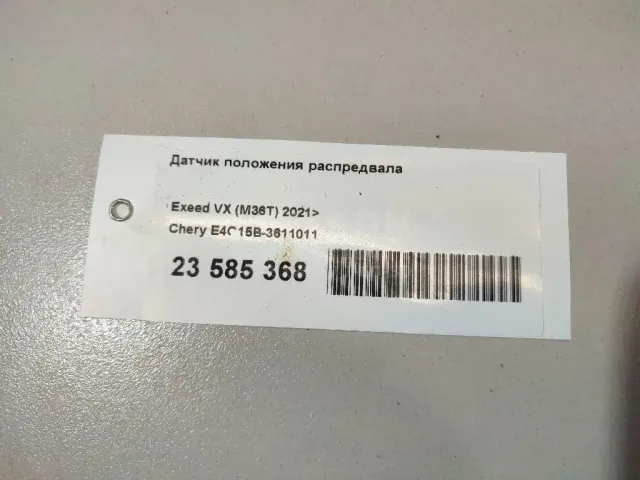 Датчик положения распредвала
Exeed VX (M36T) 2021>
Chery E4G15B-3611011
23 585 368